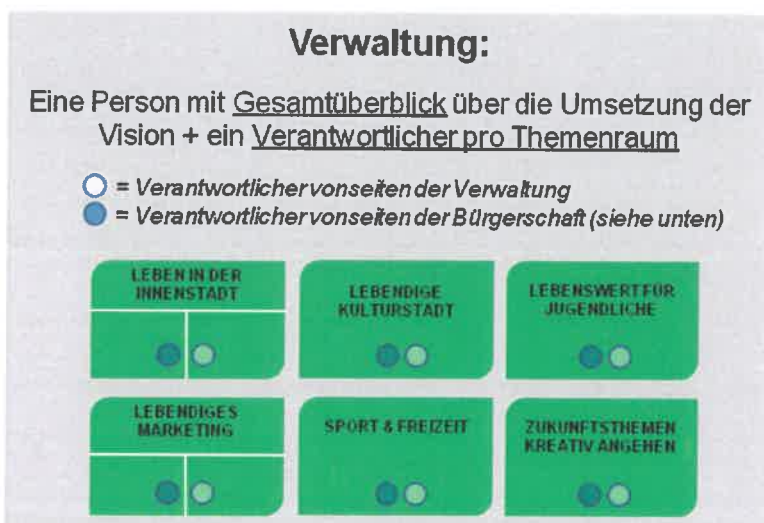 Verwaltung:
Eine Person mit Gesamtüberblick über die Umsetzung der
Vision + ein Verantwortlicher pro Themenraum
= Verantwortlicher vonseiten der Verwaltung
= Verantwortlicher vonseiten der Bürgerschaft (siehe unten)
LEBEN IN DER
INNENSTADT
LEBENDIGE
KULTURSTADT
LEBENSWERT FÜR
JUGENDLICHE
LEBENDIGES
MARKETING
SPORT & FREIZEIT
ZUKUNFTSTHEMEN
KREATIV ANGEHEN